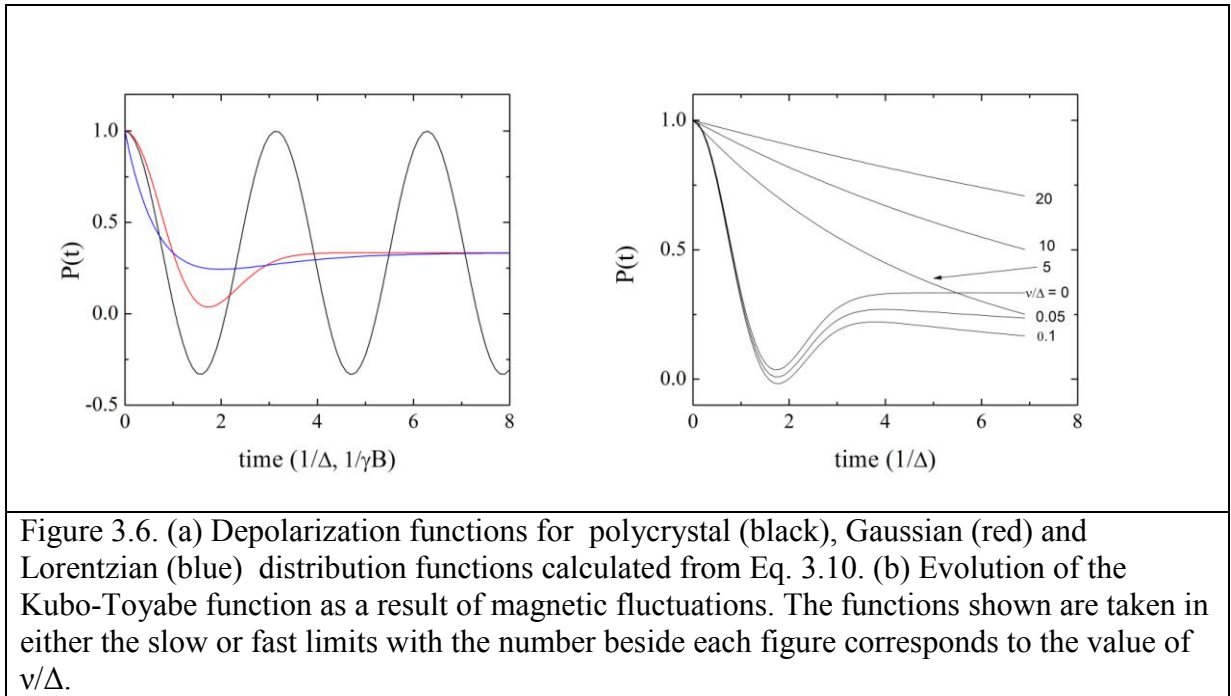 1.0
0.5
0.0
-0.5
P(t)
0 2 4 6 8
time (1/Δ, 1/γB)
1.0
0.5
0.0
P(t)
0 2 4 6 8
time (1/Δ)
20
10
5
ν/Δ = 0
0.05
0.1
Figure 3.6. (a) Depolarization functions for polycrystal (black), Gaussian (red) and
Lorentzian (blue) distribution functions calculated from Eq. 3.10. (b) Evolution of the
Kubo-Toyabe function as a result of magnetic fluctuations. The functions shown are taken in
either the slow or fast limits with the number beside each figure corresponds to the value of
ν/Δ.